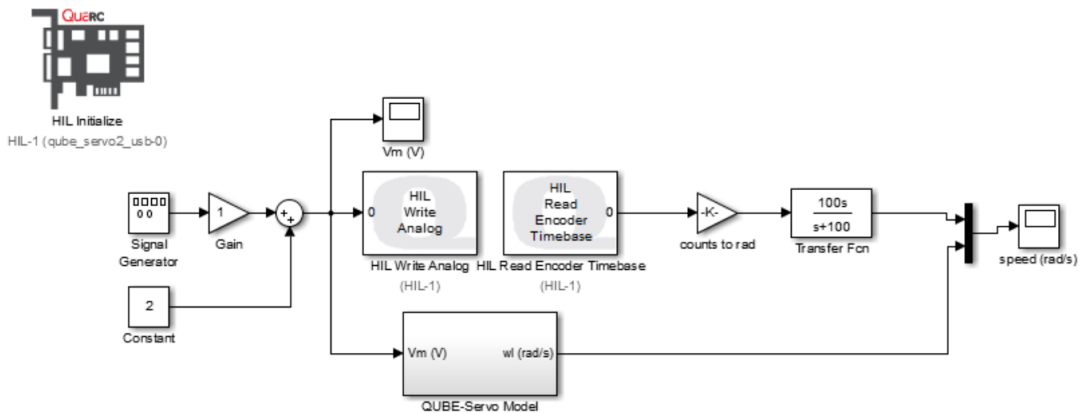 QUARC
HIL Initialize
HIL-1 (qube_servo2_usb-0)
Vm (V)
Signal
Generator
1
Gain
+
+
0
HIL
Write
Analog
HIL Write Analog
(HIL-1)
HIL
Read
Encoder
Timebase
0
HIL Read Encoder Timebase
(HIL-1)
-K-
counts to rad
100s
s+100
Transfer Fcn
speed (rad/s)
2
Constant
Vm (V)
wl (rad/s)
QUBE-Servo Model